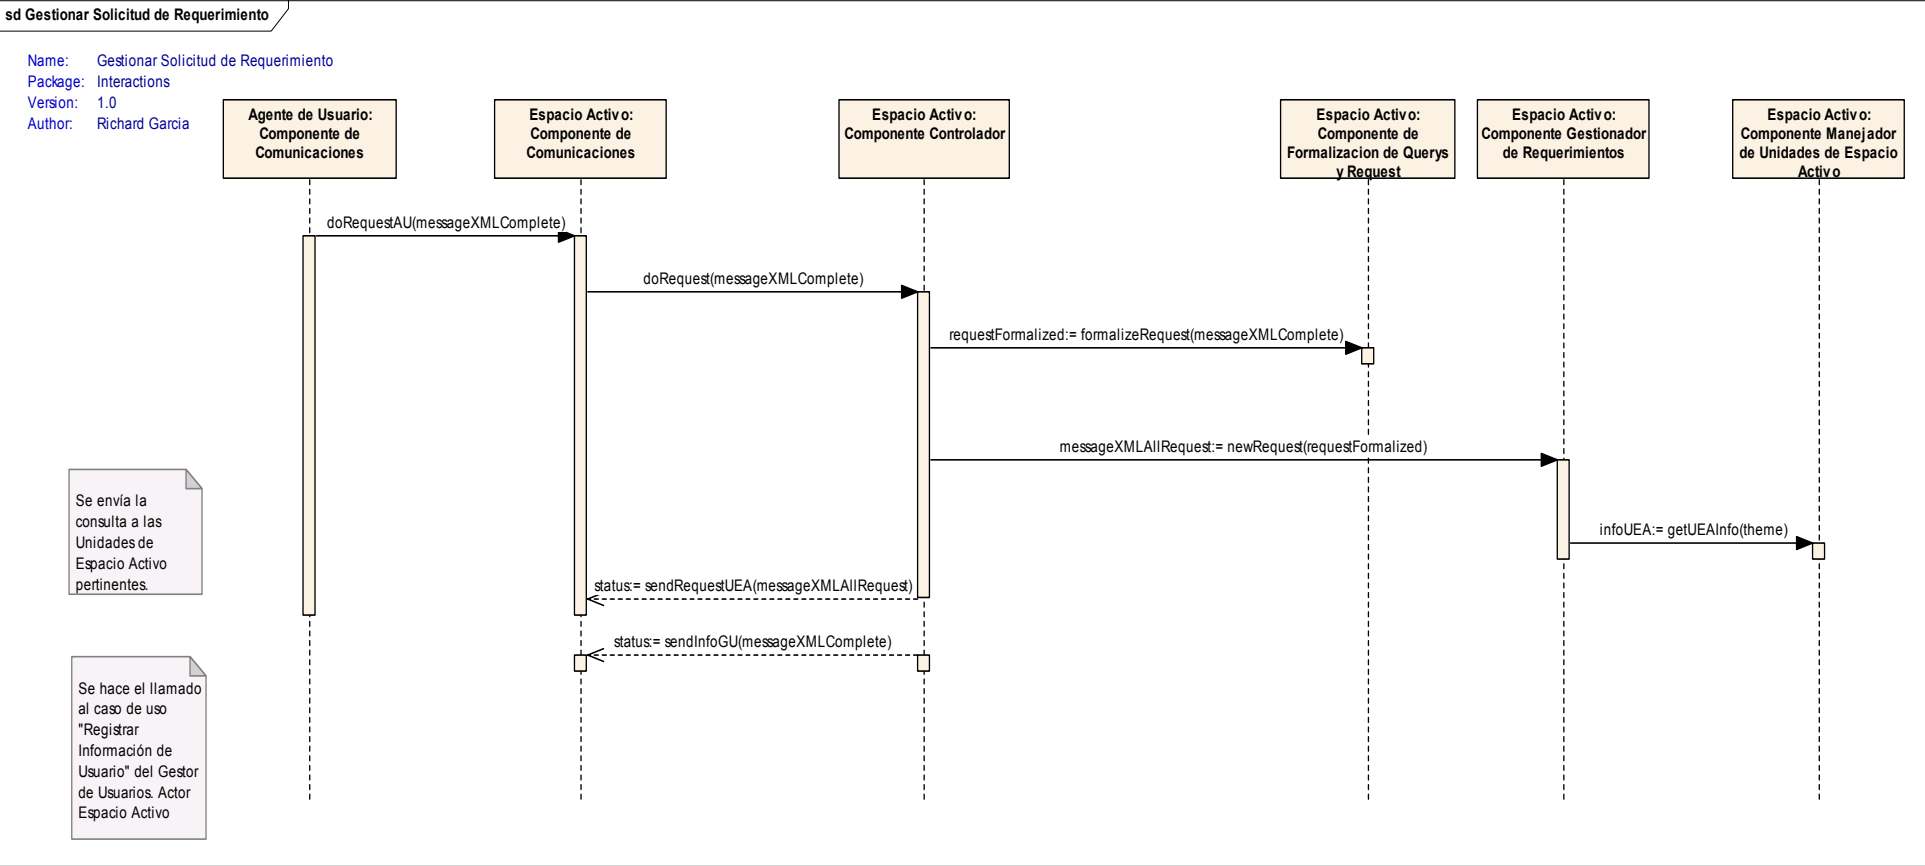 sd Gestionar Solicitud de Requerimiento
Name: Gestionar Solicitud de Requerimiento
Package: Interactions
Version: 1.0
Author: Richard Garcia
Agente de Usuario:
Componente de
Comunicaciones
Espacio Activo:
Componente de
Comunicaciones
Espacio Activo:
Componente Controlador
Espacio Activo:
Componente de
Formalizacion de Querys
y Request
Espacio Activo:
Componente Gestionador
de Requerimientos
Espacio Activo:
Componente Manejador
de Unidades de Espacio
Activo
doRequestAU(messageXMLComplete)
doRequest(messageXMLComplete)
requestFormalized:= formalizeRequest(messageXMLComplete)
messageXMLAllRequest:= newRequest(requestFormalized)
Se envía la
consulta a las
Unidades de
Espacio Activo
pertinentes.
infoUEA:= getUEAInfo(theme)
status:= sendRequestUEA(messageXMLAllRequest)
status:= sendInfoGU(messageXMLComplete)
Se hace el llamado
al caso de uso
"Registrar
Información de
Usuario" del Gestor
de Usuarios. Actor
Espacio Activo